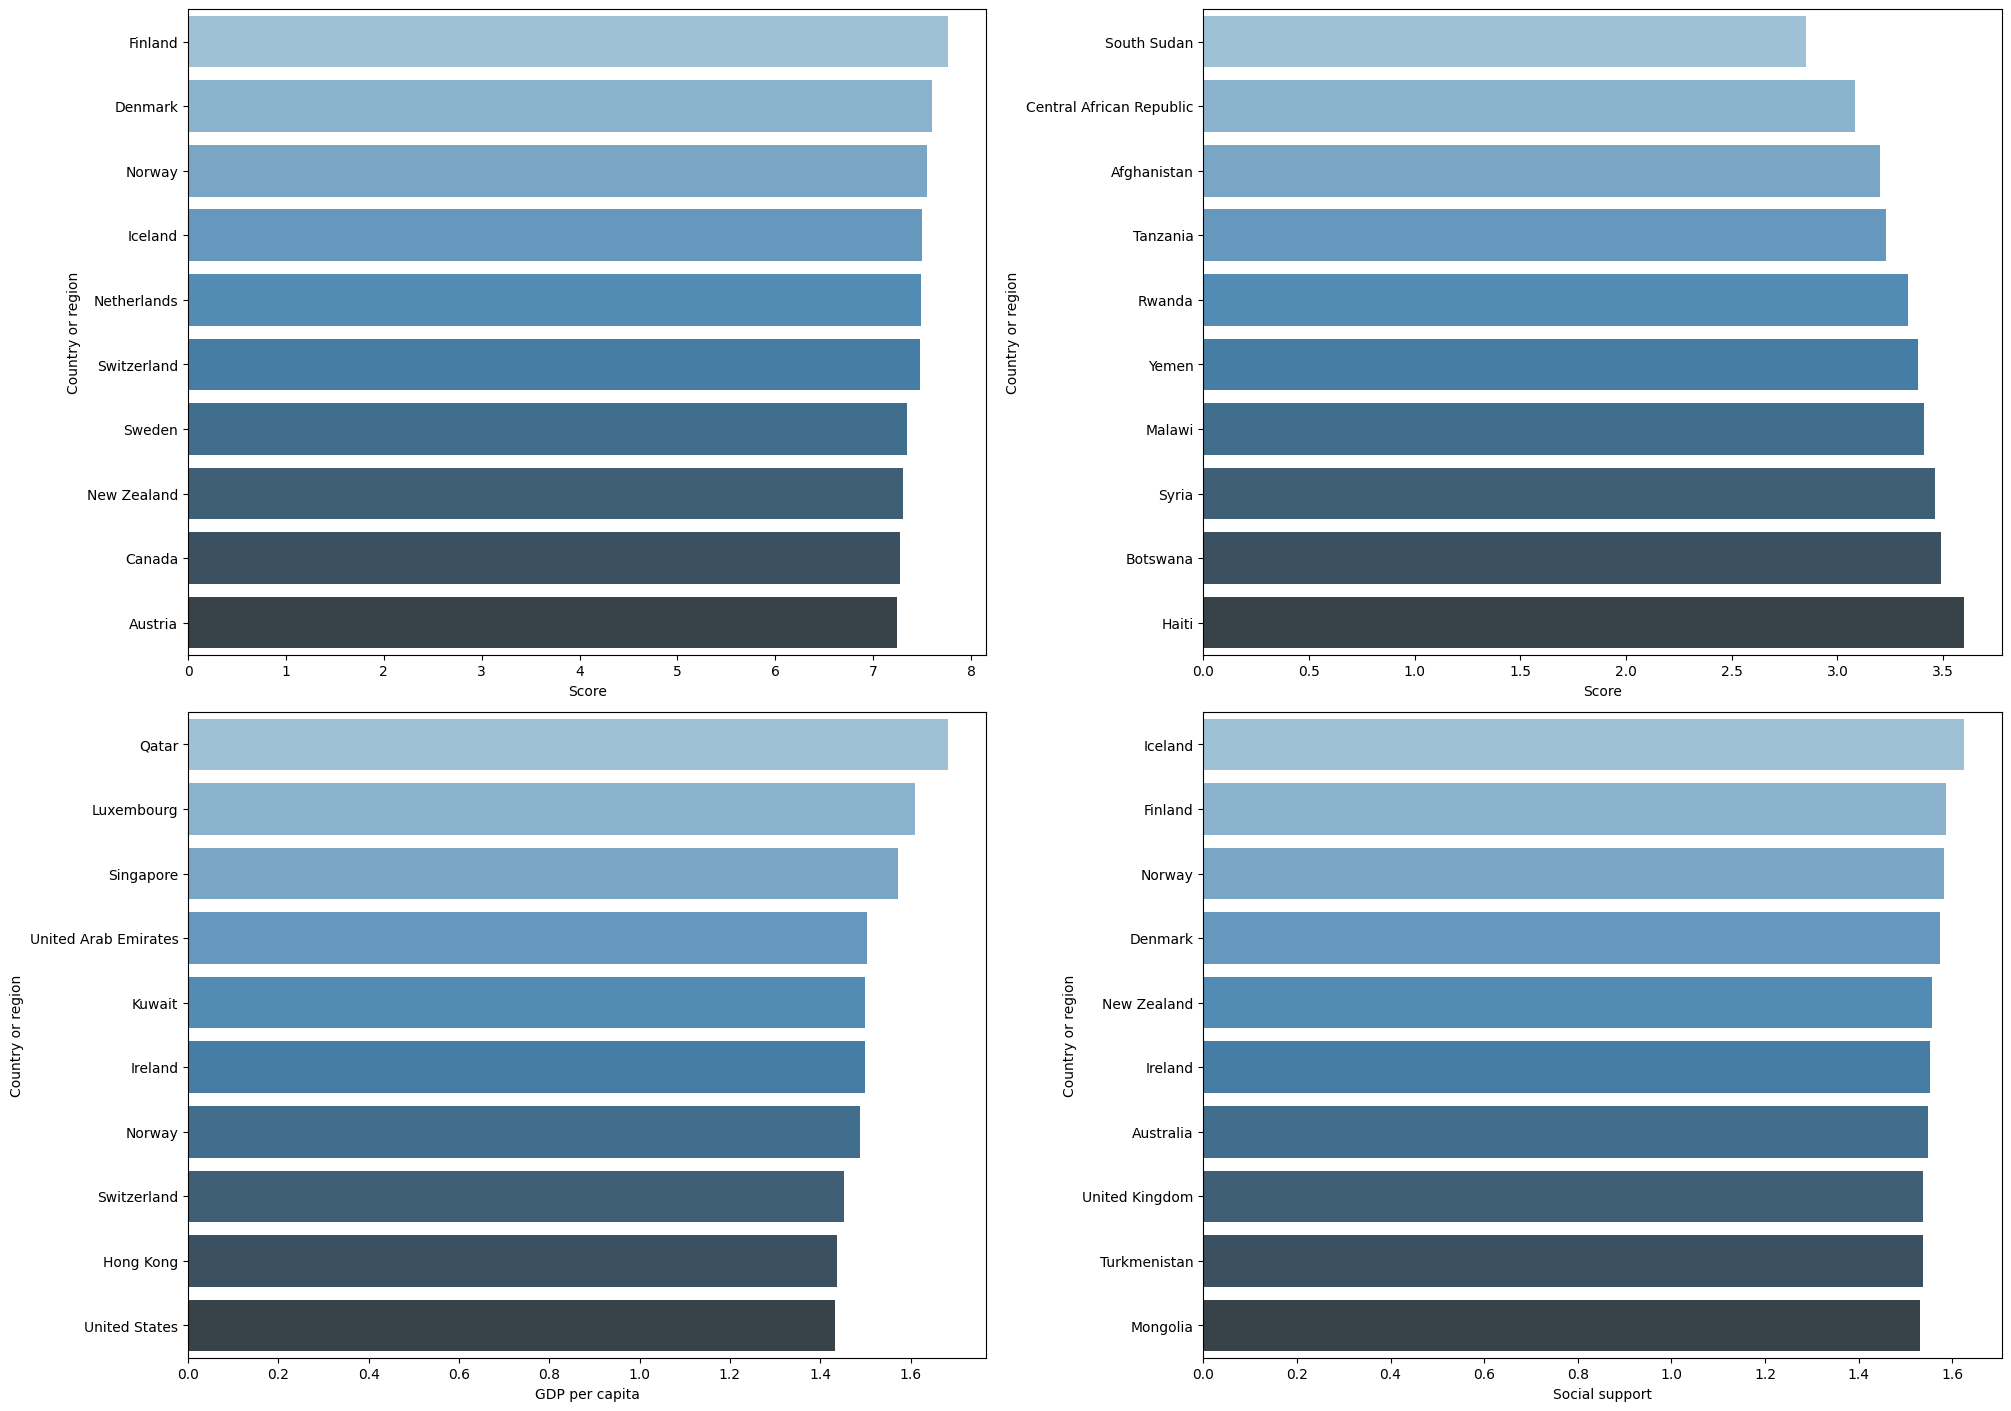 Finland
Denmark
Norway
Iceland
Netherlands
Switzerland
Sweden
New Zealand
Canada
Austria
Country or region
0 1 2 3 4 5 6 7 8
Score
South Sudan
Central African Republic
Afghanistan
Tanzania
Rwanda
Yemen
Malawi
Syria
Botswana
Haiti
Country or region
0.0 0.5 1.0 1.5 2.0 2.5 3.0 3.5
Score
Qatar
Luxembourg
Singapore
United Arab Emirates
Kuwait
Ireland
Norway
Switzerland
Hong Kong
United States
Country or region
0.0 0.2 0.4 0.6 0.8 1.0 1.2 1.4 1.6
GDP per capita
Iceland
Finland
Norway
Denmark
New Zealand
Ireland
Australia
United Kingdom
Turkmenistan
Mongolia
Country or region
0.0 0.2 0.4 0.6 0.8 1.0 1.2 1.4 1.6
Social support